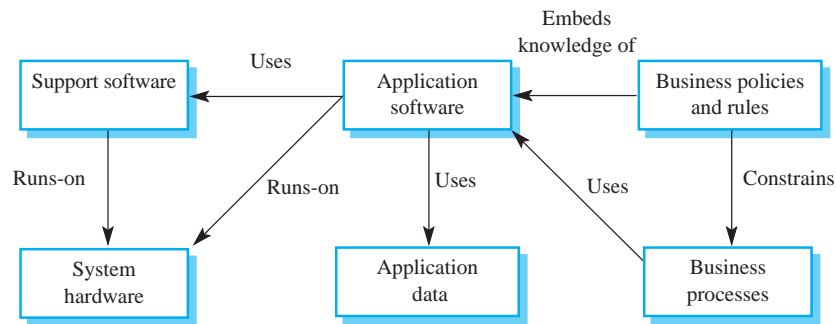 Embeds
knowledge of
Uses
Support software
Application
software
Business policies
and rules
Runs-on
Runs-on
Uses
Uses
Constrains
System
hardware
Application
data
Business
processes